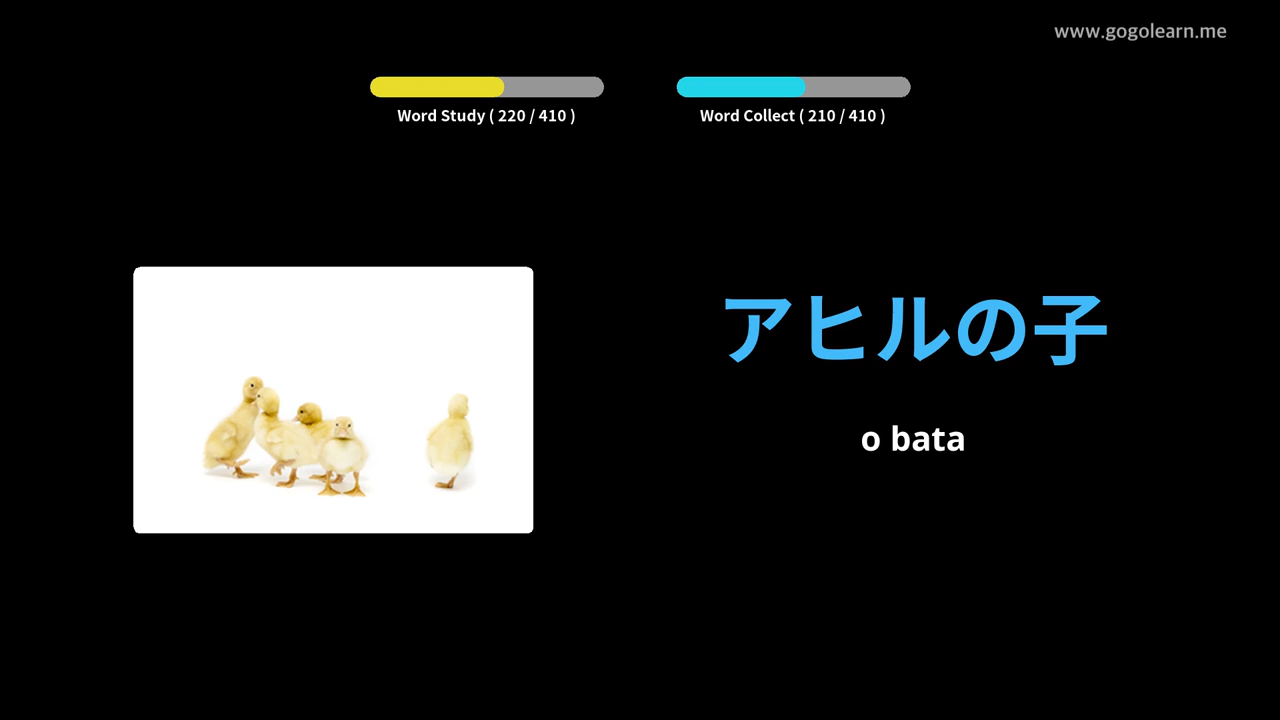 www.gogolearn.me
Word Study ( 220 / 410 )
Word Collect ( 210 / 410 )
アヒルの子
o bata